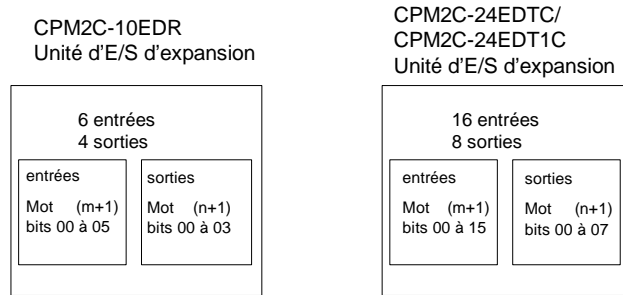 CPM2C-10EDR
Unité d'E/S d'expansion
6 entrées
4 sorties
entrées
Mot (m+1)
bits 00 à 05
sorties
Mot (n+1)
bits 00 à 03
CPM2C-24EDTC/
CPM2C-24EDT1C
Unité d'E/S d'expansion
16 entrées
8 sorties
entrées
Mot (m+1)
bits 00 à 15
sorties
Mot (n+1)
bits 00 à 07